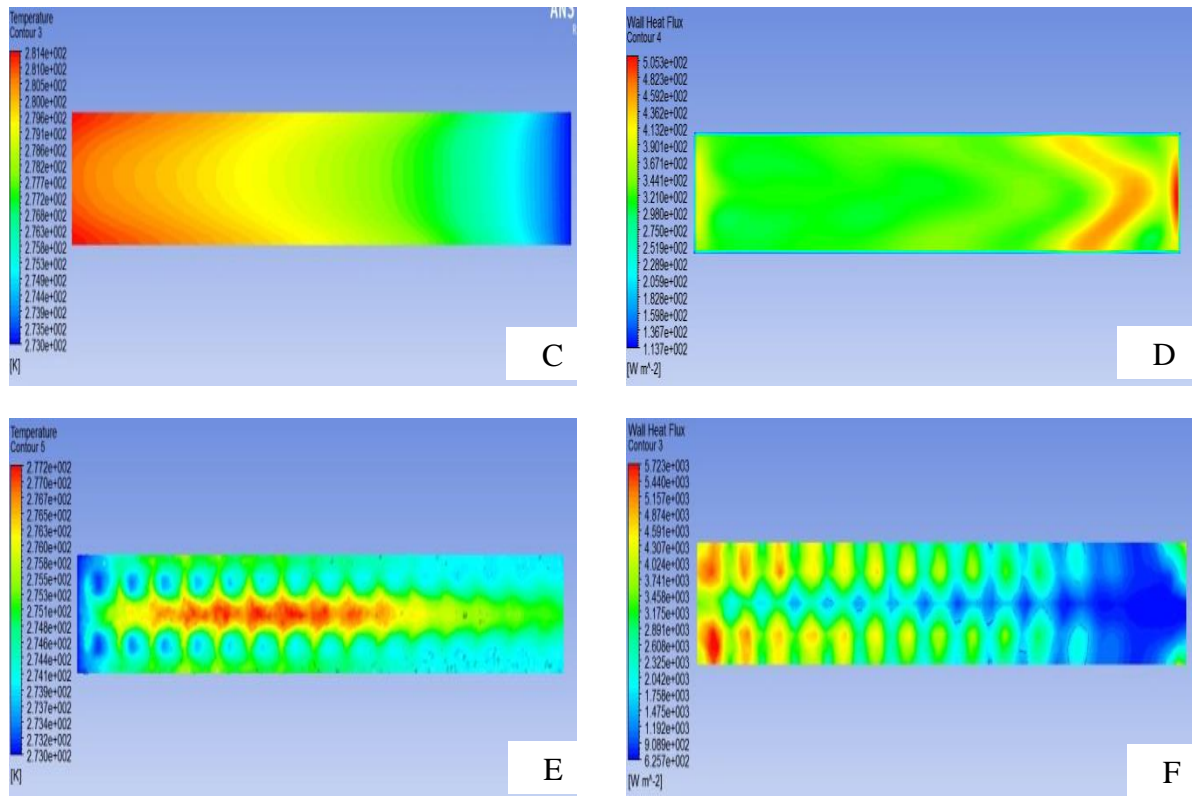 Temperature
Contour 3
2.814e+002
2.810e+002
2.805e+002
2.800e+002
2.796e+002
2.791e+002
2.786e+002
2.782e+002
2.777e+002
2.772e+002
2.768e+002
2.763e+002
2.758e+002
2.753e+002
2.749e+002
2.744e+002
2.739e+002
2.735e+002
2.730e+002
[K]
ANS
C
Wall Heat Flux
Contour 4
5.053e+002
4.823e+002
4.592e+002
4.362e+002
4.132e+002
3.901e+002
3.671e+002
3.441e+002
3.210e+002
2.980e+002
2.750e+002
2.519e+002
2.289e+002
2.059e+002
1.828e+002
1.598e+002
1.367e+002
1.137e+002
[W m^-2]
D
Temperature
Contour 5
2.772e+002
2.770e+002
2.767e+002
2.765e+002
2.763e+002
2.760e+002
2.758e+002
2.755e+002
2.753e+002
2.751e+002
2.748e+002
2.746e+002
2.744e+002
2.741e+002
2.739e+002
2.737e+002
2.734e+002
2.732e+002
2.730e+002
[K]
E
Wall Heat Flux
Contour 3
5.723e+003
5.440e+003
5.157e+003
4.874e+003
4.591e+003
4.307e+003
4.024e+003
3.741e+003
3.458e+003
3.175e+003
2.891e+003
2.608e+003
2.325e+003
2.042e+003
1.758e+003
1.475e+003
1.192e+003
9.089e+002
6.257e+002
[W m^-2]
F